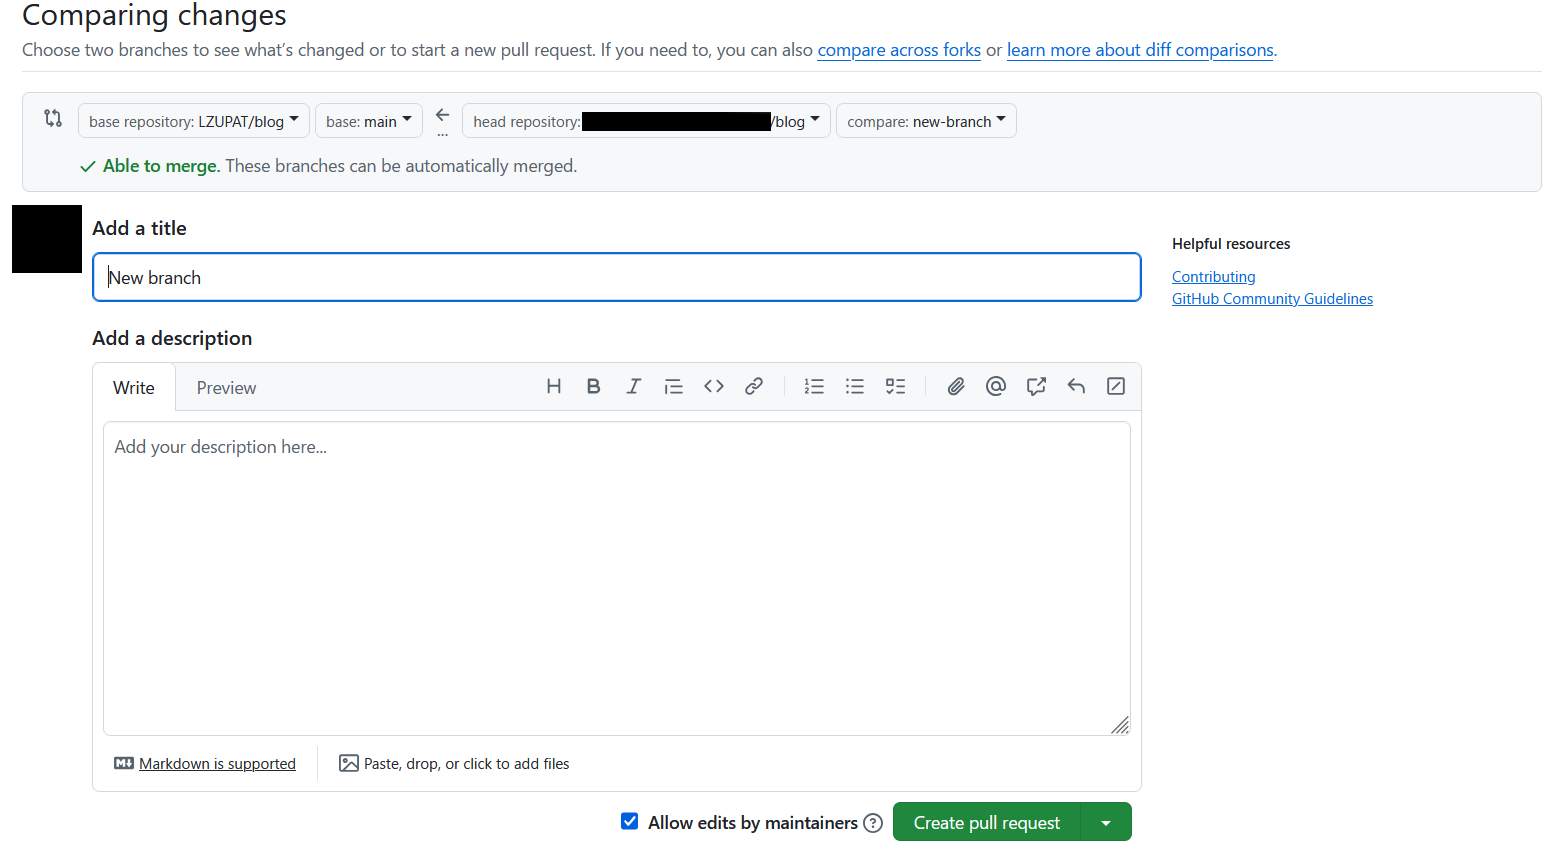 Comparing changes
Choose two branches to see what's changed or to start a new pull request. If you need to, you can also compare across forks or learn more about diff comparisons.
base repository: LZUPAT/blog base: main ... head repository: /blog compare: new-branch
Able to merge. These branches can be automatically merged.
Add a title
New branch
Helpful resources
Contributing
GitHub Community Guidelines
Add a description
Write Preview
Add your description here...
Markdown is supported Paste, drop, or click to add files
Allow edits by maintainers Create pull request